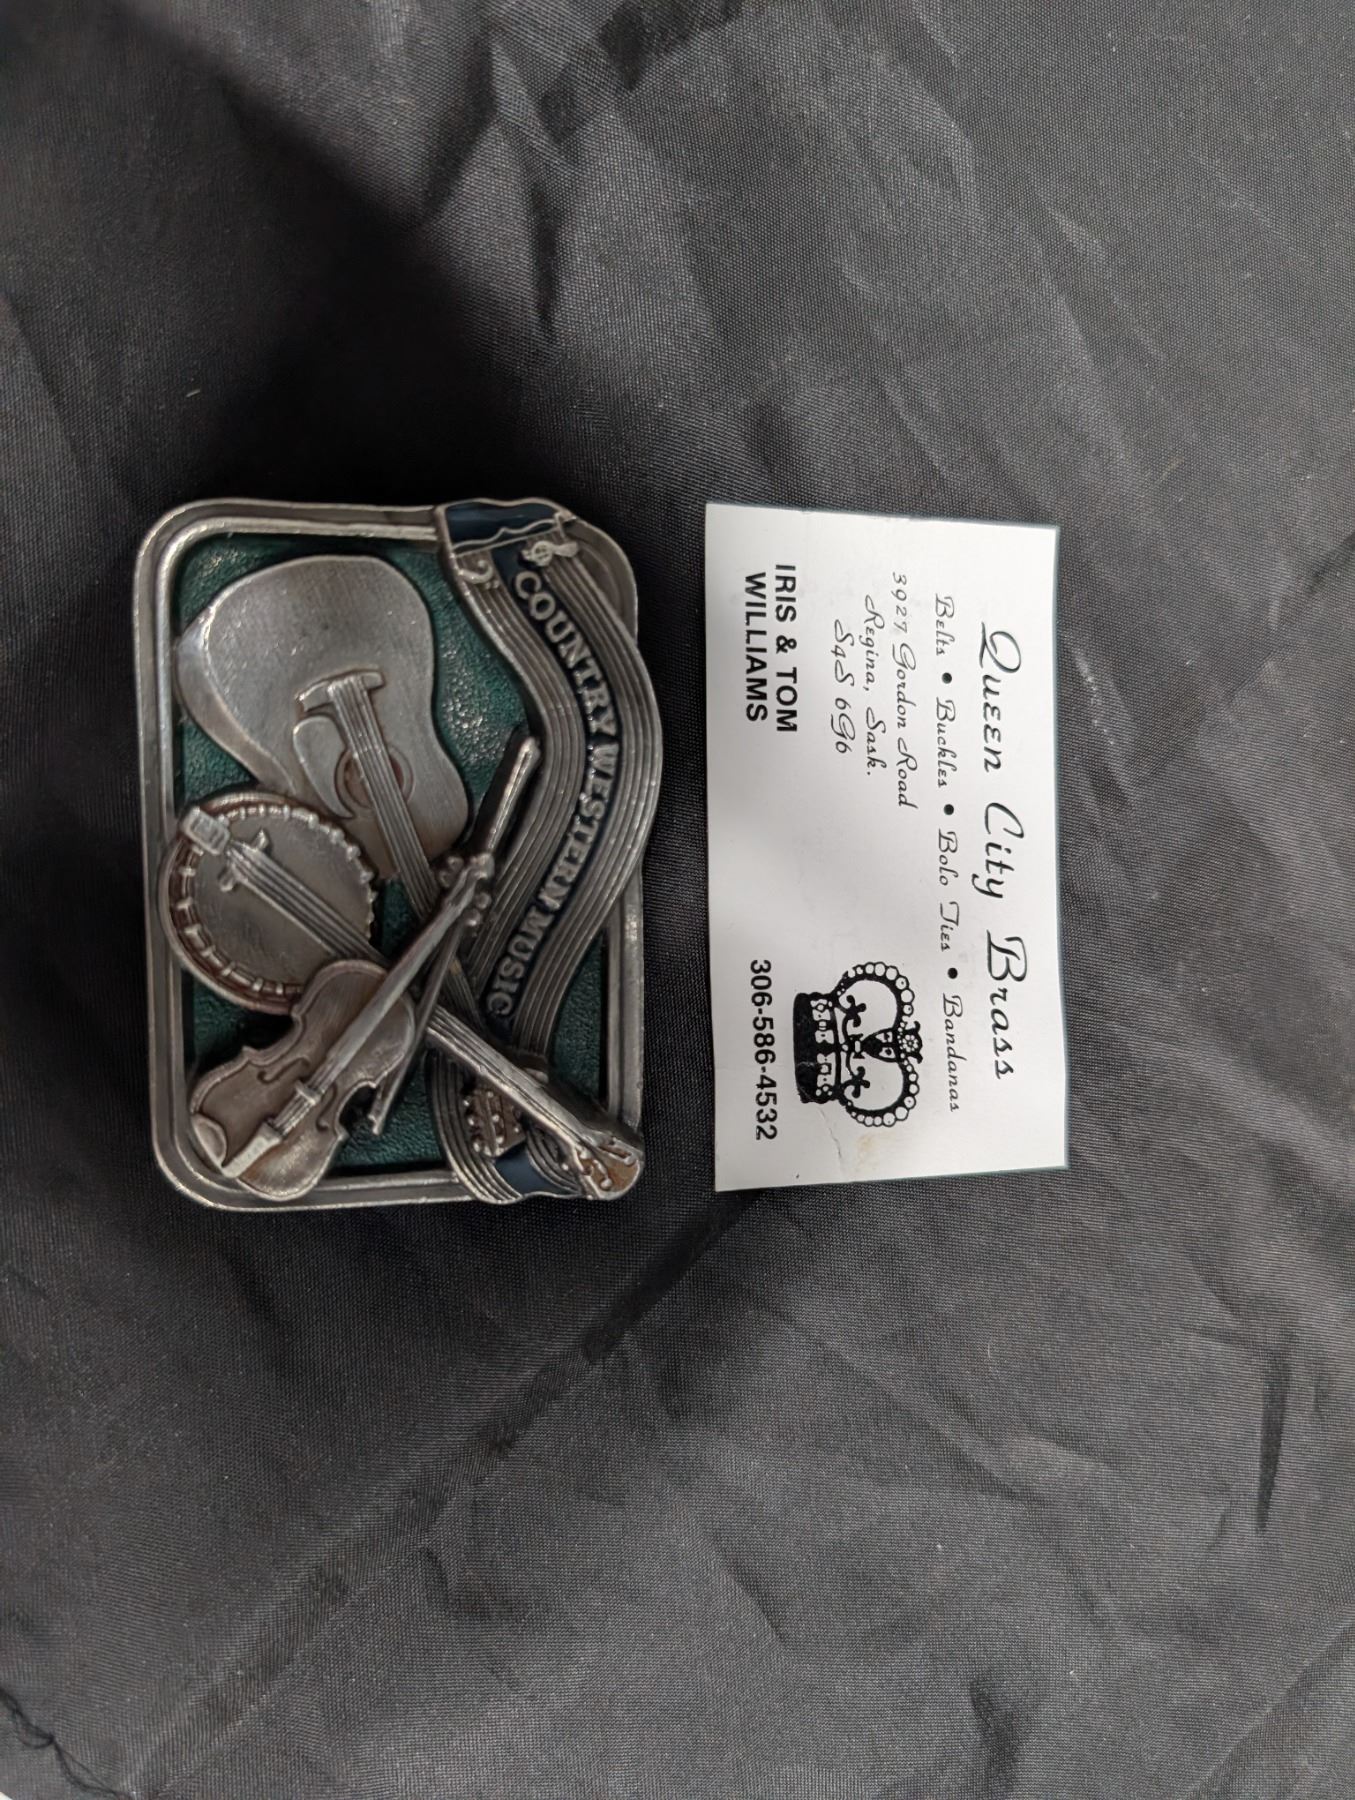 COUNTRY WESTERN MUSIC
Queen City Brass
Belts • Buckles • Bolo Ties • Bandanas
3927 Gordon Road
Regina, Sask.
S4S 6G6
IRIS & TOM
WILLIAMS
306-586-4532